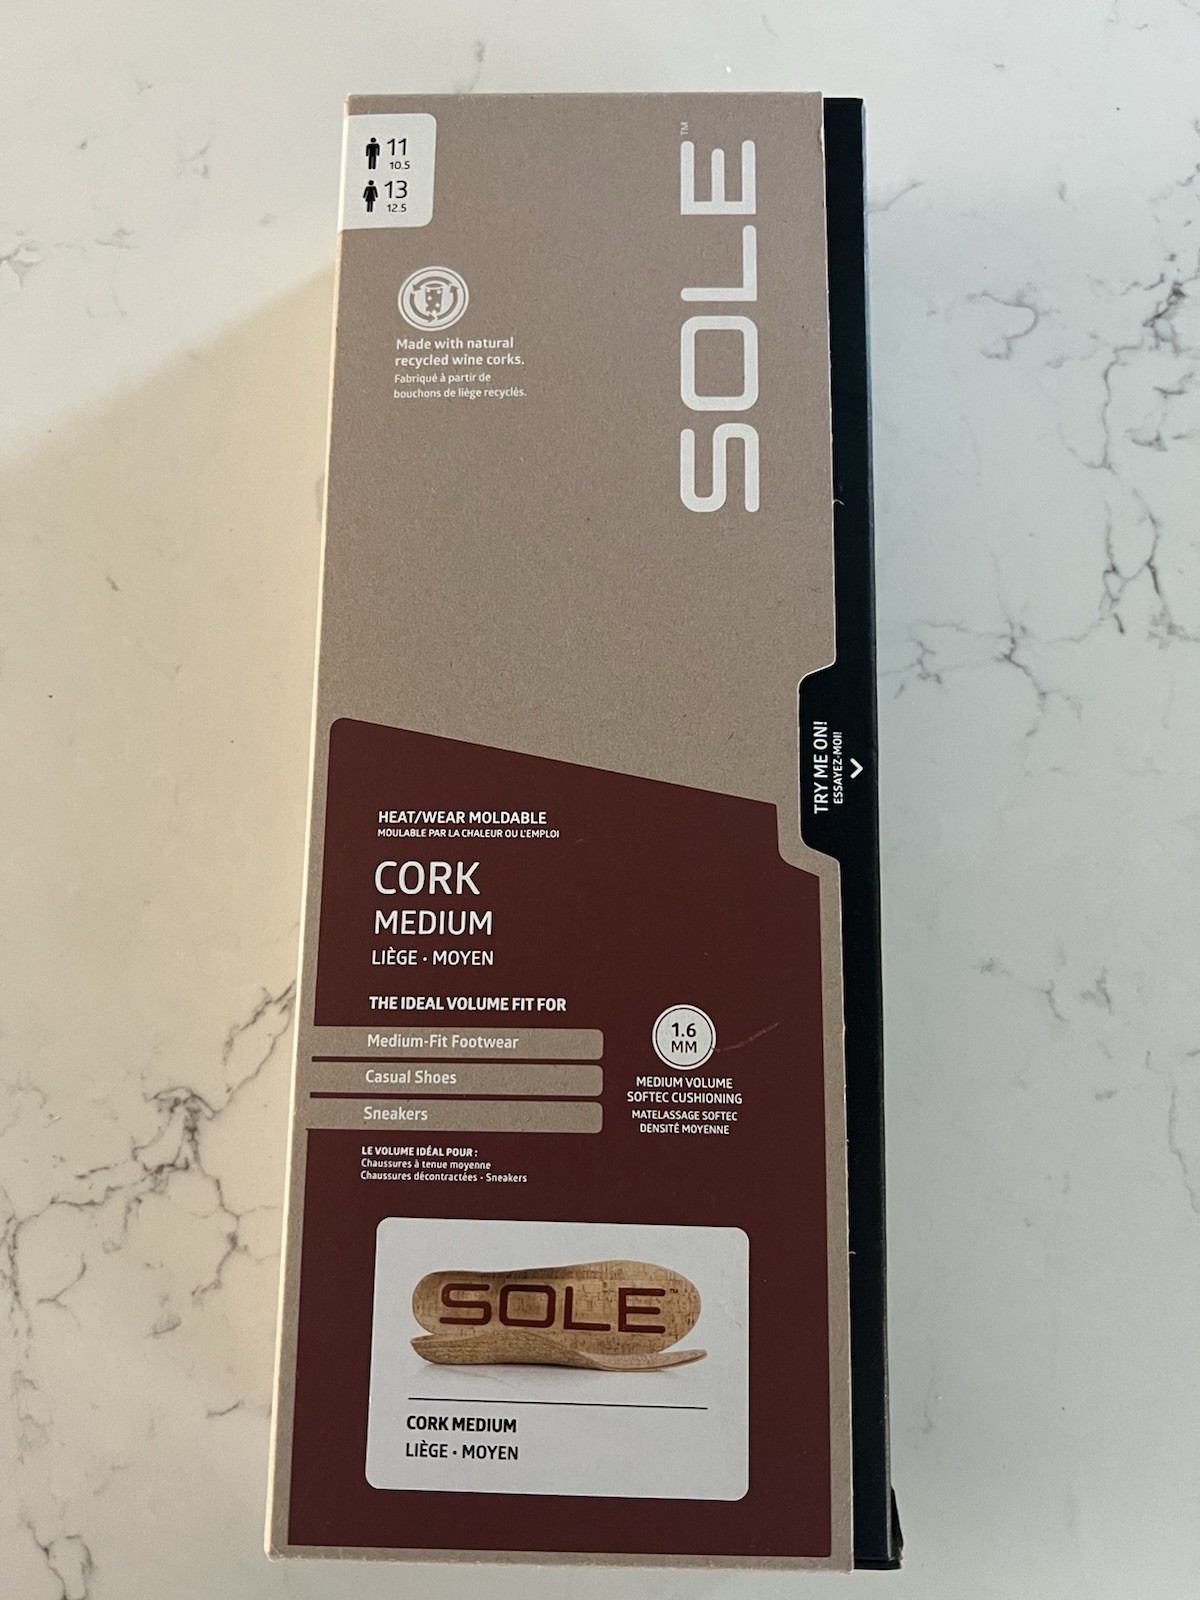 11
10.5
13
12.5
SOLE™
Made with natural
recycled wine corks.
Fabriqué à partir de
bouchons de liège recyclés.
TRY ME ON!
ESSAYEZ-MOI!
HEAT/WEAR MOLDABLE
MOULABLE PAR LA CHALEUR OU L'EMPLOI
CORK
MEDIUM
LIÈGE • MOYEN
THE IDEAL VOLUME FIT FOR
Medium-Fit Footwear
Casual Shoes
Sneakers
1.6
MM
MEDIUM VOLUME
SOFTEC CUSHIONING
MATELASSAGE SOFTEC
DENSITÉ MOYENNE
LE VOLUME IDÉAL POUR :
Chaussures à tenue moyenne
Chaussures décontractées • Sneakers
SOLE™
CORK MEDIUM
LIÈGE • MOYEN